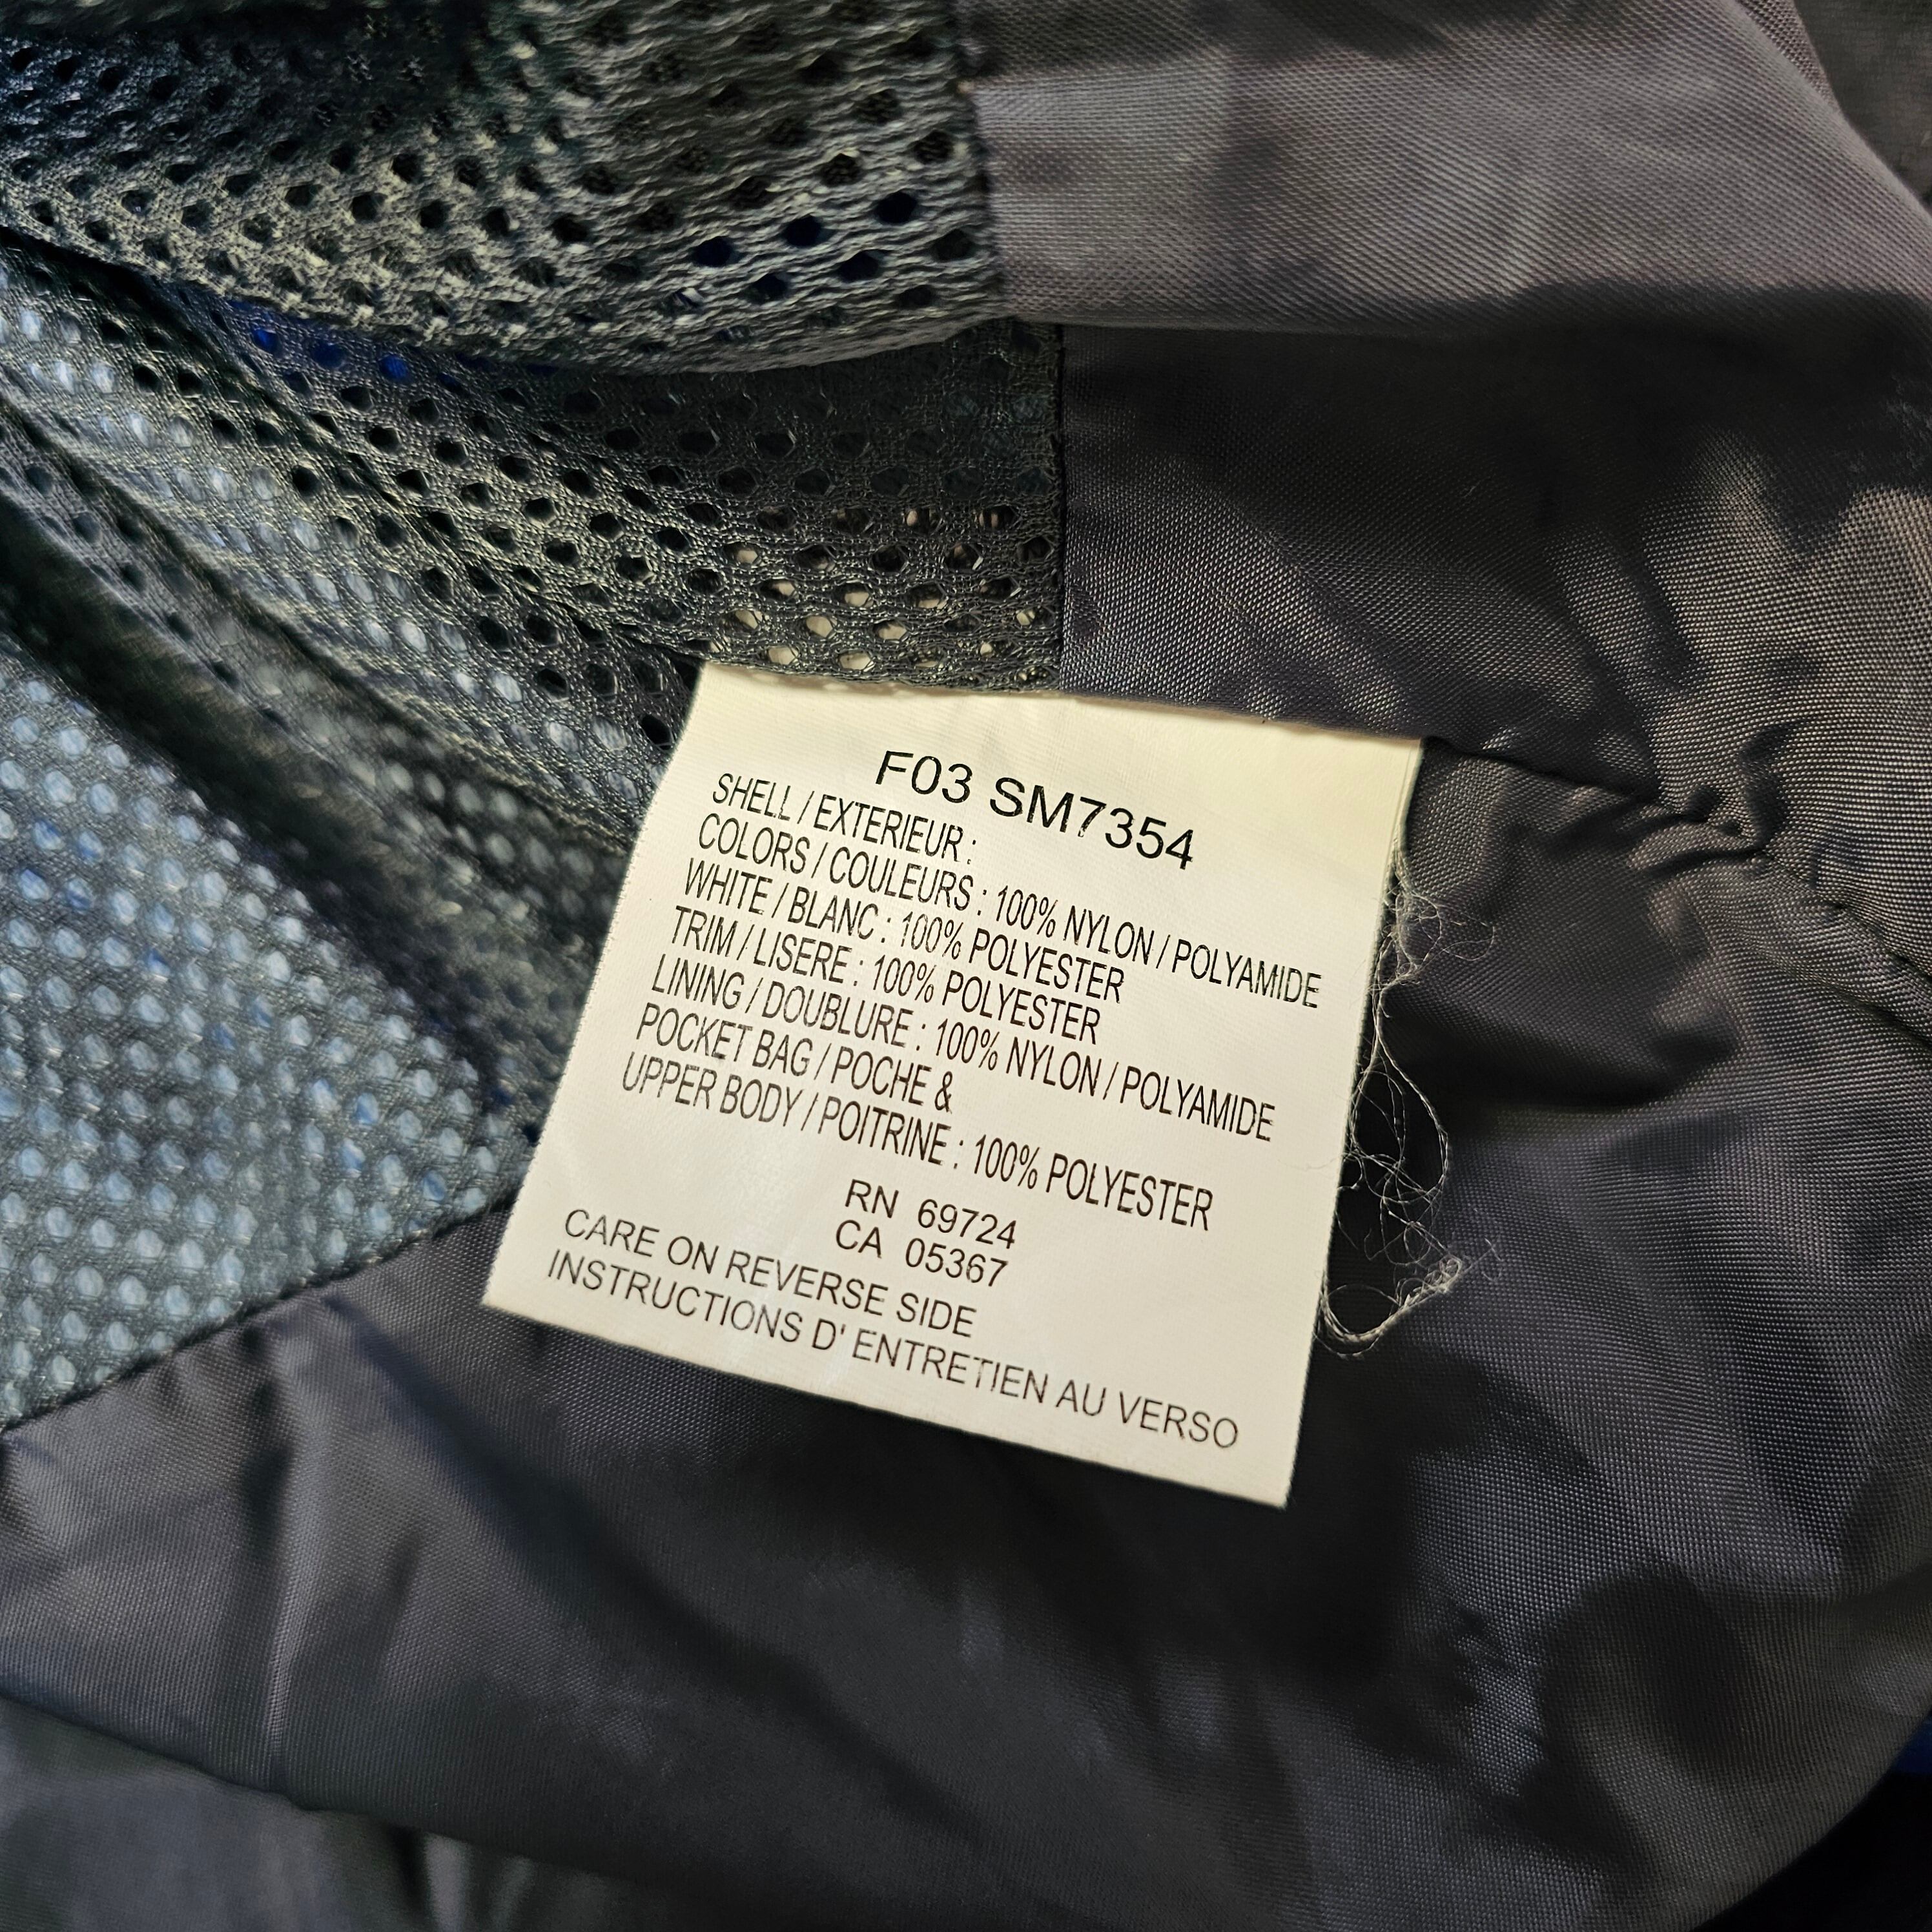 F03 SM7354
SHELL / EXTERIEUR :
COLORS / COULEURS : 100% NYLON / POLYAMIDE
WHITE / BLANC : 100% POLYESTER
TRIM / LISERE : 100% POLYESTER
LINING / DOUBLURE : 100% NYLON / POLYAMIDE
POCKET BAG / POCHE &
UPPER BODY / POITRINE : 100% POLYESTER
RN 69724
CA 05367
CARE ON REVERSE SIDE
INSTRUCTIONS D' ENTRETIEN AU VERSO